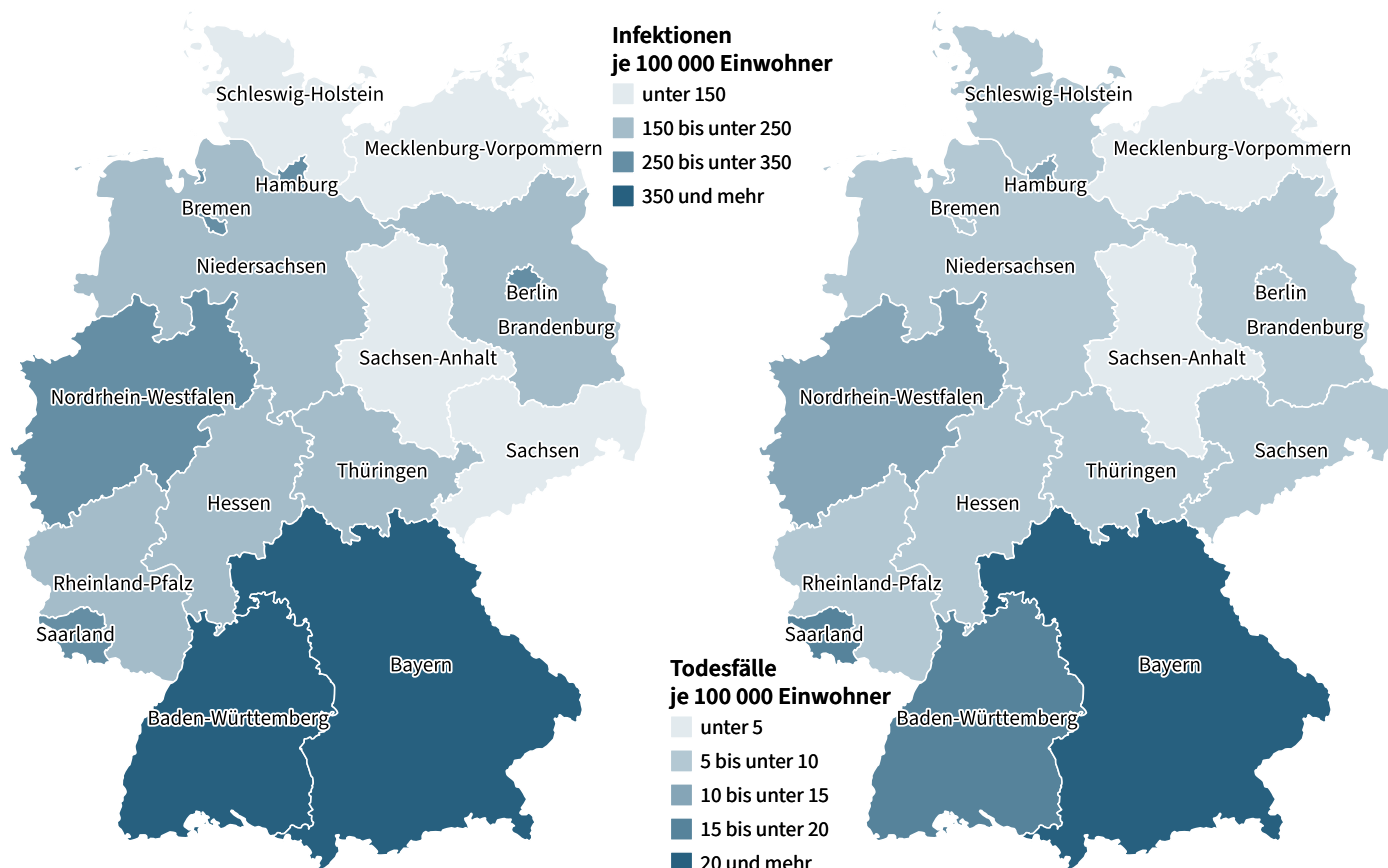 Infektionen
je 100 000 Einwohner
unter 150
150 bis unter 250
250 bis unter 350
350 und mehr
Schleswig-Holstein
Mecklenburg-Vorpommern
Hamburg
Bremen
Niedersachsen
Berlin
Brandenburg
Sachsen-Anhalt
Nordrhein-Westfalen
Sachsen
Thüringen
Hessen
Rheinland-Pfalz
Saarland
Bayern
Baden-Württemberg
Schleswig-Holstein
Mecklenburg-Vorpommern
Hamburg
Bremen
Niedersachsen
Berlin
Brandenburg
Sachsen-Anhalt
Nordrhein-Westfalen
Sachsen
Thüringen
Hessen
Rheinland-Pfalz
Saarland
Bayern
Baden-Württemberg
Todesfälle
je 100 000 Einwohner
unter 5
5 bis unter 10
10 bis unter 15
15 bis unter 20
20 und mehr